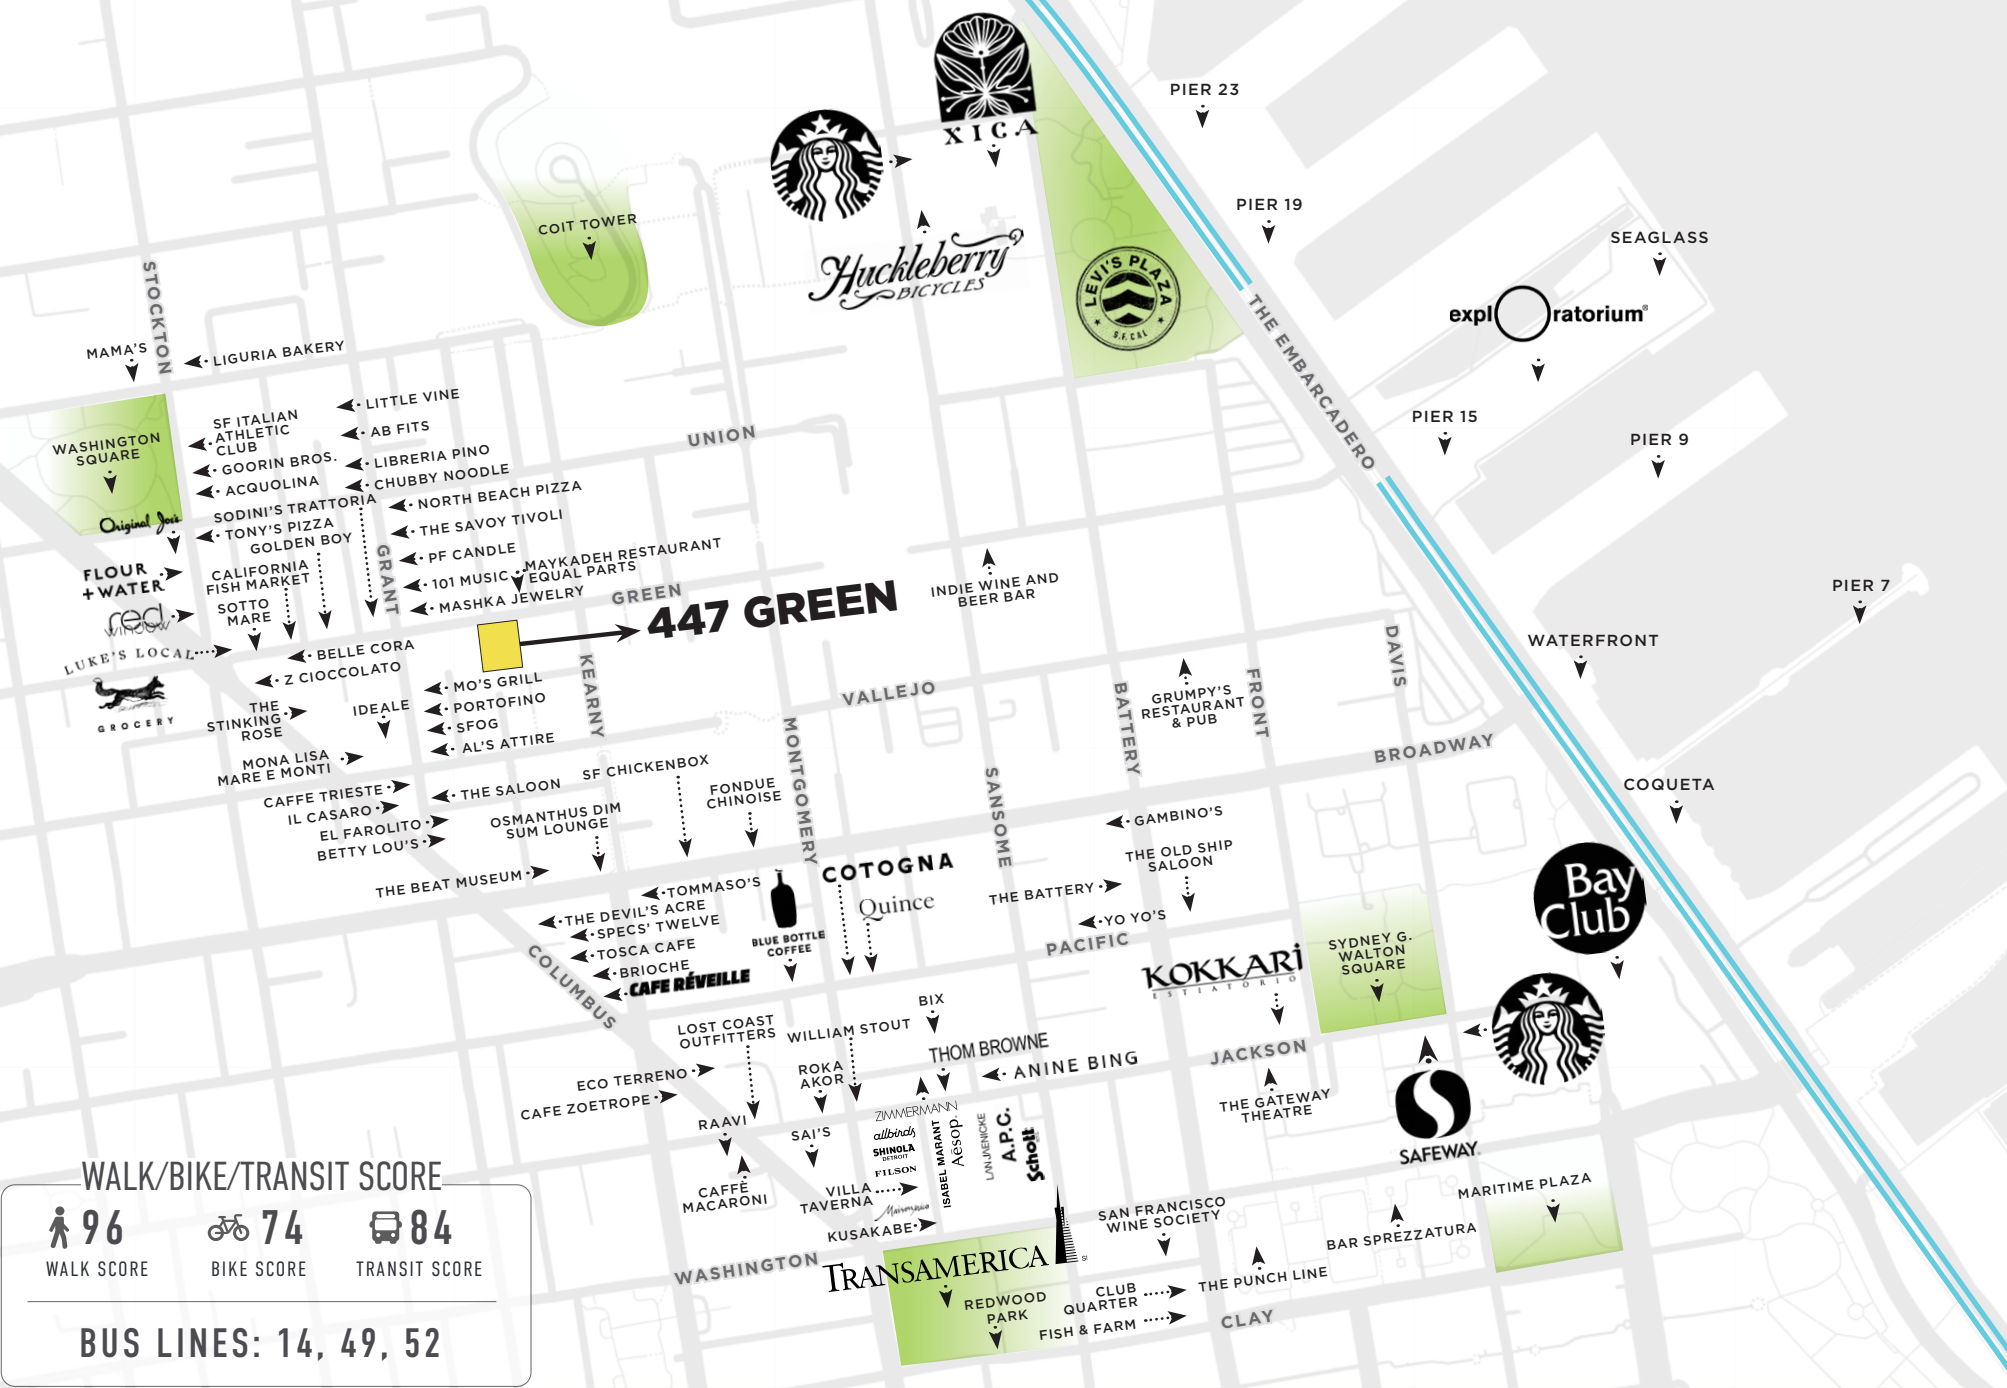 XICA
PIER 23
PIER 19
COIT TOWER
Huckleberry
BICYCLES
LEVI'S PLAZA
S.F. CAL
SEAGLASS
expl ratorium®
STOCKTON
THE EMBARCADERO
MAMA'S
LIGURIA BAKERY
LITTLE VINE
SF ITALIAN
ATHLETIC
CLUB
AB FITS
UNION
PIER 15
PIER 9
WASHINGTON
SQUARE
GOORIN BROS.
LIBRERIA PINO
ACQUOLINA
CHUBBY NOODLE
SODINI'S TRATTORIA
NORTH BEACH PIZZA
Original Joe's
TONY'S PIZZA
THE SAVOY TIVOLI
GOLDEN BOY
GRANT
PF CANDLE
MAYKADEH RESTAURANT
FLOUR
+WATER
CALIFORNIA
FISH MARKET
101 MUSIC
EQUAL PARTS
INDIE WINE AND
BEER BAR
PIER 7
red
WINDOW
SOTTO
MARE
MASHKA JEWELRY
GREEN
447 GREEN
LUKE'S LOCAL
GROCERY
BELLE CORA
Z CIOCCOLATO
KEARNY
DAVIS
WATERFRONT
MO'S GRILL
PORTOFINO
SFOG
AL'S ATTIRE
VALLEJO
BATTERY
GRUMPY'S
RESTAURANT
& PUB
FRONT
THE
STINKING
ROSE
IDEALE
MONTGOMERY
BROADWAY
MONA LISA
MARE E MONTI
SF CHICKENBOX
SANSOME
COQUETA
CAFFE TRIESTE
THE SALOON
FONDUE
CHINOISE
IL CASARO
OSMANTHUS DIM
SUM LOUNGE
GAMBINO'S
EL FAROLITO
BETTY LOU'S
THE OLD SHIP
SALOON
THE BEAT MUSEUM
TOMMASO'S
COTOGNA
Quince
THE BATTERY
Bay
Club
THE DEVIL'S ACRE
SPECS' TWELVE
YO YO'S
TOSCA CAFE
BLUE BOTTLE
COFFEE
PACIFIC
SYDNEY G.
WALTON
SQUARE
BRIOCHE
CAFE RÉVEILLE
COLUMBUS
KOKKARI
ESTIATORIO
BIX
LOST COAST
OUTFITTERS
WILLIAM STOUT
THOM BROWNE
ANINE BING
JACKSON
ECO TERRENO
ROKA
AKOR
CAFE ZOETROPE
THE GATEWAY
THEATRE
ZIMMERMANN
RAAVI
SAI'S
allbirds
SHINOLA
DETROIT
FILSON
ISABEL MARANT
Aēsop.
LAN JAENICKE
A.P.C.
Schott
SAFEWAY
CAFFÈ
MACARONI
VILLA
TAVERNA
KUSAKABE
SAN FRANCISCO
WINE SOCIETY
MARITIME PLAZA
BAR SPREZZATURA
WASHINGTON
TRANSAMERICA
REDWOOD
PARK
CLUB
QUARTER
THE PUNCH LINE
FISH & FARM
CLAY
WALK/BIKE/TRANSIT SCORE
96 74 84
WALK SCORE BIKE SCORE TRANSIT SCORE
BUS LINES: 14, 49, 52